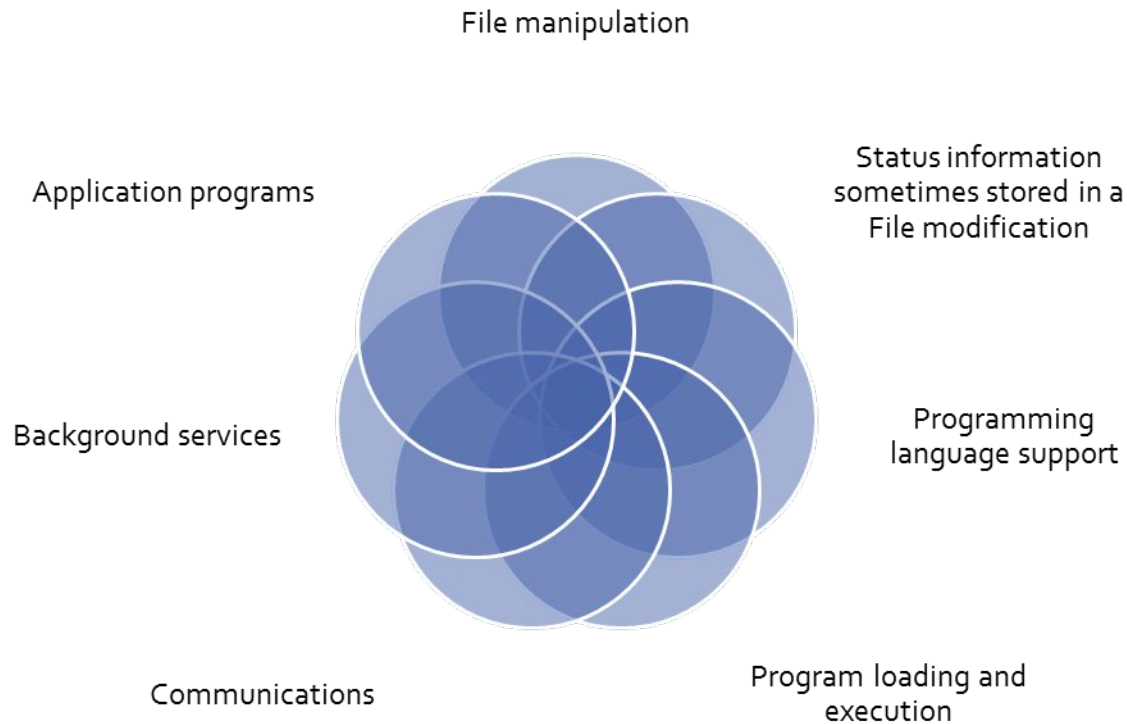 File manipulation
Status information
sometimes stored in a
File modification
Application programs
Programming
language support
Background services
Program loading and
execution
Communications